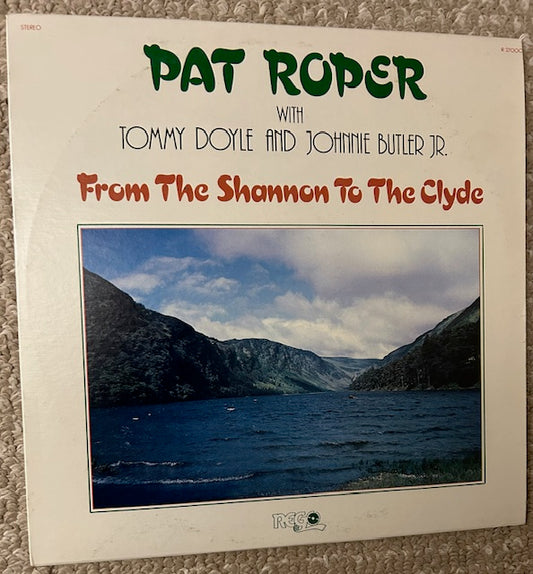 STEREO
PAT ROPER
WITH
TOMMY DOYLE AND JOHNNIE BUTLER JR.
From The Shannon To The Clyde
REGO